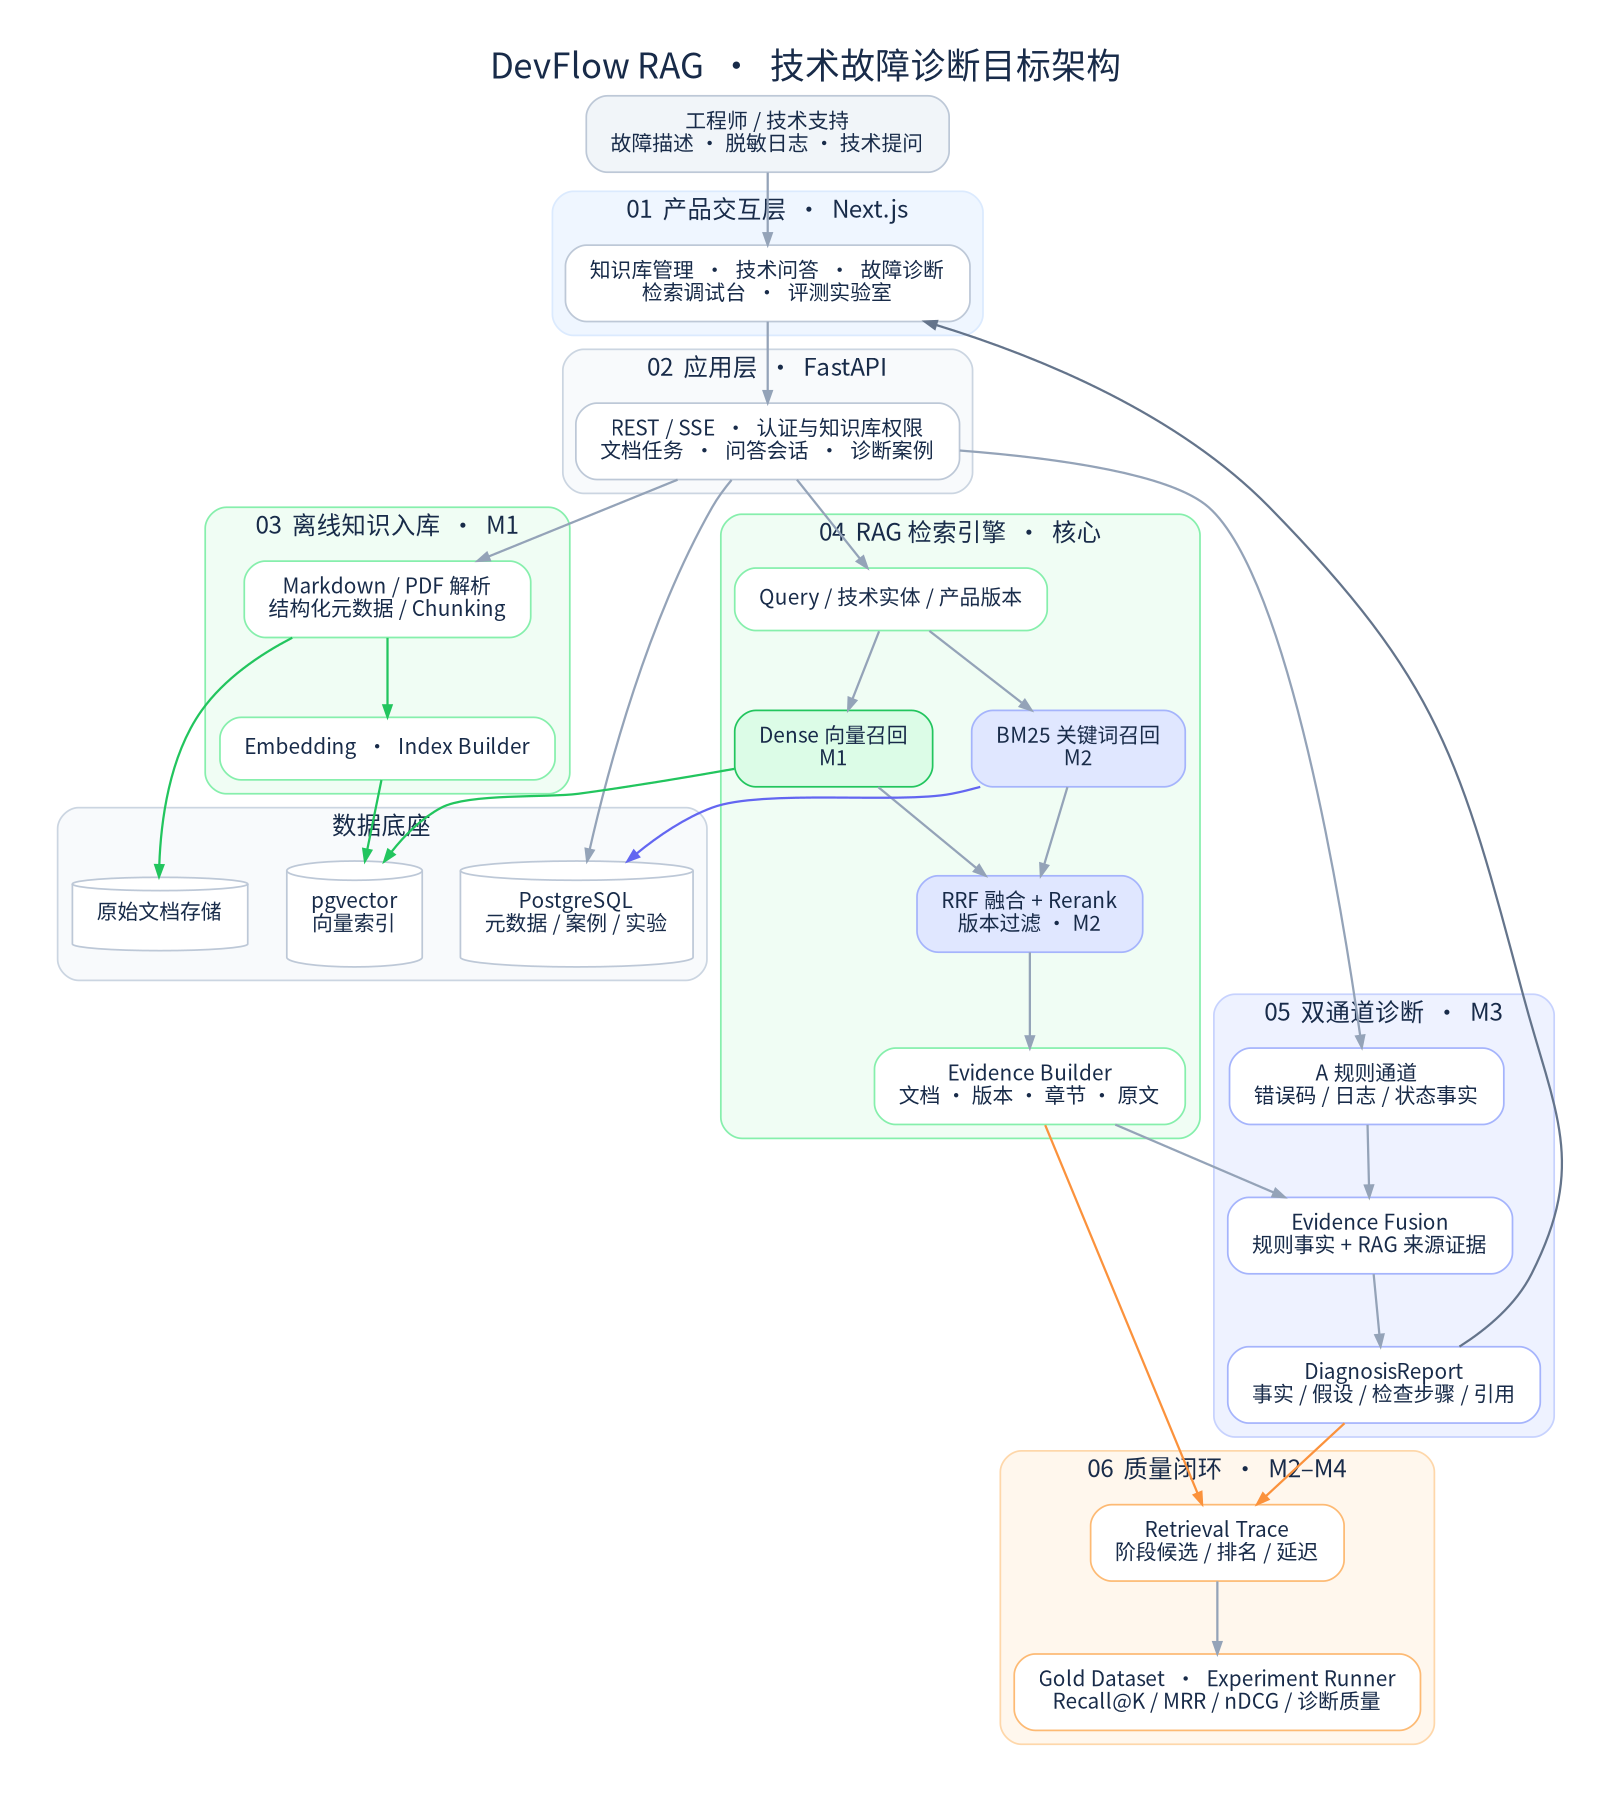 DevFlow RAG · 技术故障诊断目标架构
工程师 / 技术支持
故障描述 · 脱敏日志 · 技术提问
01 产品交互层 · Next.js
知识库管理 · 技术问答 · 故障诊断
检索调试台 · 评测实验室
02 应用层 · FastAPI
REST / SSE · 认证与知识库权限
文档任务 · 问答会话 · 诊断案例
03 离线知识入库 · M1
Markdown / PDF 解析
结构化元数据 / Chunking
Embedding · Index Builder
04 RAG 检索引擎 · 核心
Query / 技术实体 / 产品版本
Dense 向量召回
M1
BM25 关键词召回
M2
RRF 融合 + Rerank
版本过滤 · M2
Evidence Builder
文档 · 版本 · 章节 · 原文
数据底座
原始文档存储
pgvector
向量索引
PostgreSQL
元数据 / 案例 / 实验
05 双通道诊断 · M3
A 规则通道
错误码 / 日志 / 状态事实
Evidence Fusion
规则事实 + RAG 来源证据
DiagnosisReport
事实 / 假设 / 检查步骤 / 引用
06 质量闭环 · M2–M4
Retrieval Trace
阶段候选 / 排名 / 延迟
Gold Dataset · Experiment Runner
Recall@K / MRR / nDCG / 诊断质量